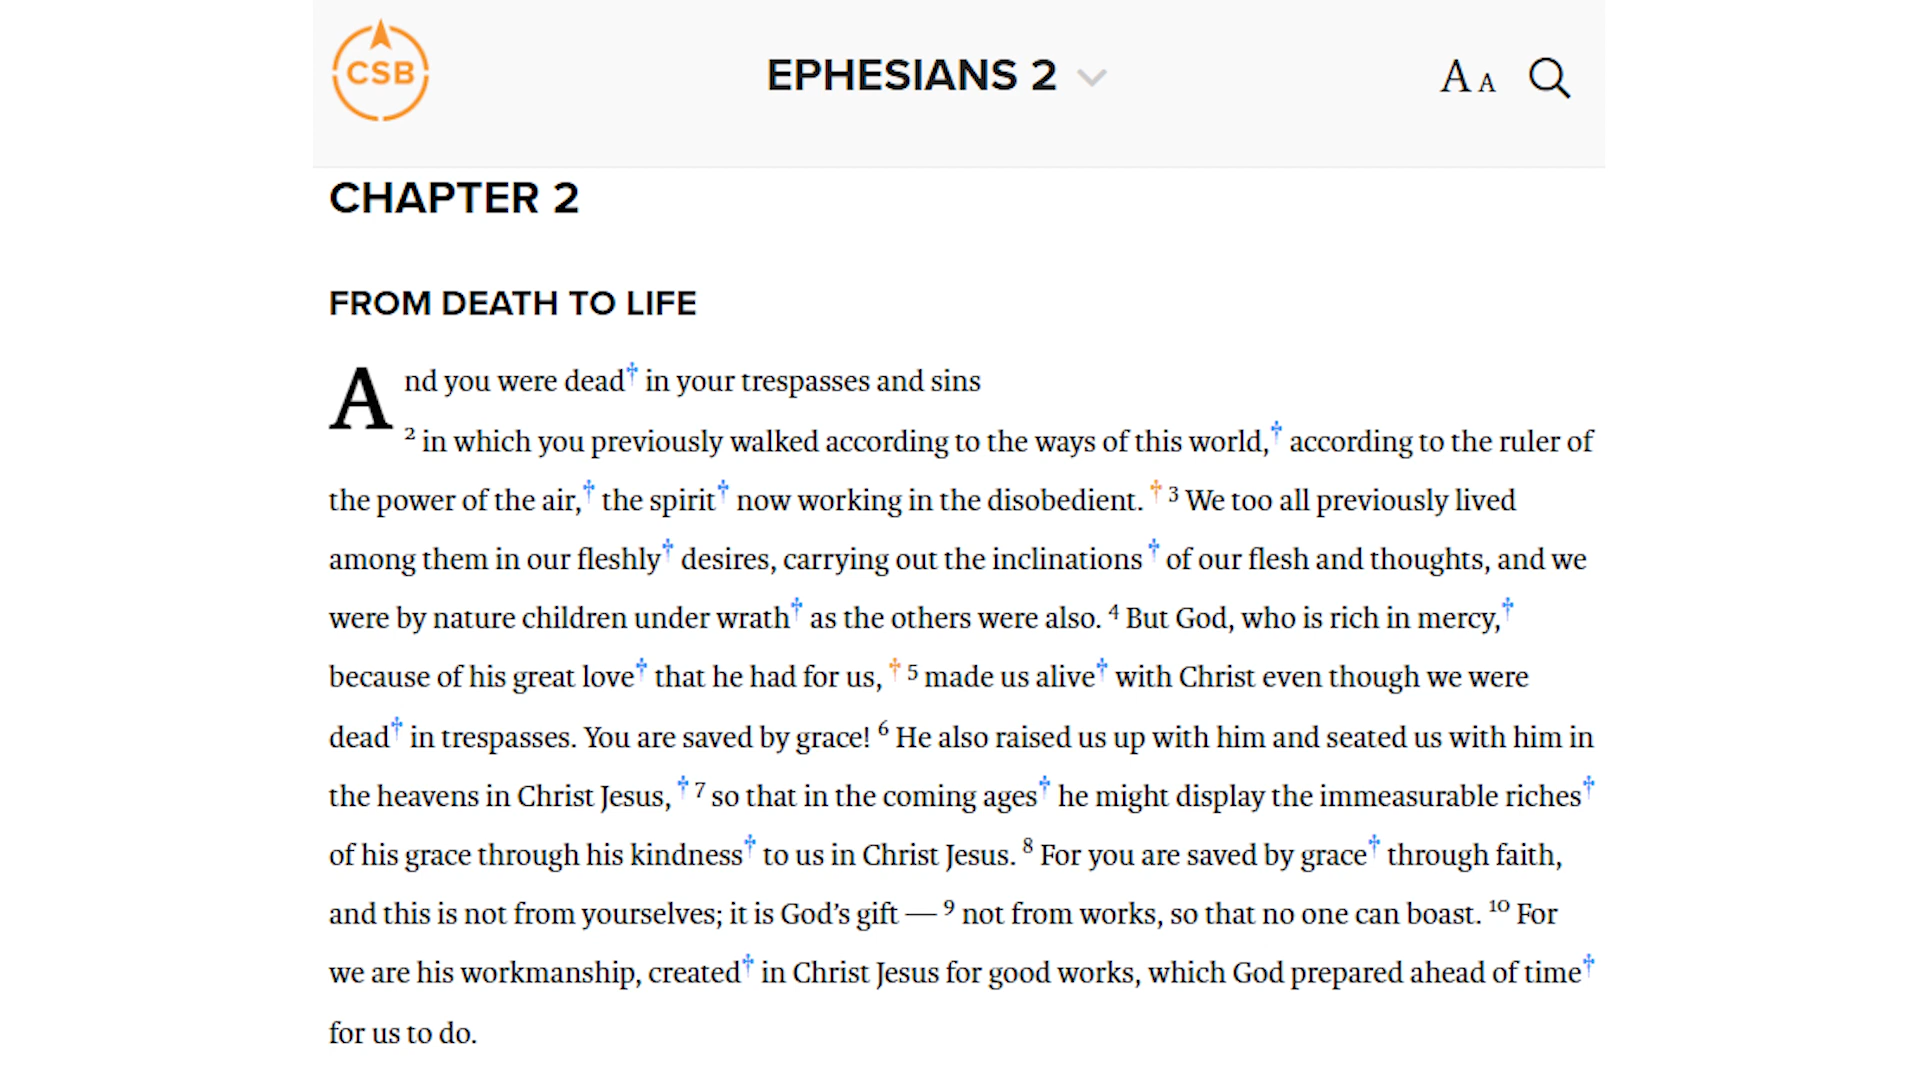 CSB
EPHESIANS 2
A A
CHAPTER 2
FROM DEATH TO LIFE
And you were dead† in your trespasses and sins
2 in which you previously walked according to the ways of this world,† according to the ruler of
the power of the air,† the spirit† now working in the disobedient. † 3 We too all previously lived
among them in our fleshly† desires, carrying out the inclinations † of our flesh and thoughts, and we
were by nature children under wrath† as the others were also. 4 But God, who is rich in mercy,†
because of his great love† that he had for us, † 5 made us alive† with Christ even though we were
dead† in trespasses. You are saved by grace! 6 He also raised us up with him and seated us with him in
the heavens in Christ Jesus, † 7 so that in the coming ages† he might display the immeasurable riches†
of his grace through his kindness† to us in Christ Jesus. 8 For you are saved by grace† through faith,
and this is not from yourselves; it is God’s gift — 9 not from works, so that no one can boast. 10 For
we are his workmanship, created† in Christ Jesus for good works, which God prepared ahead of time†
for us to do.